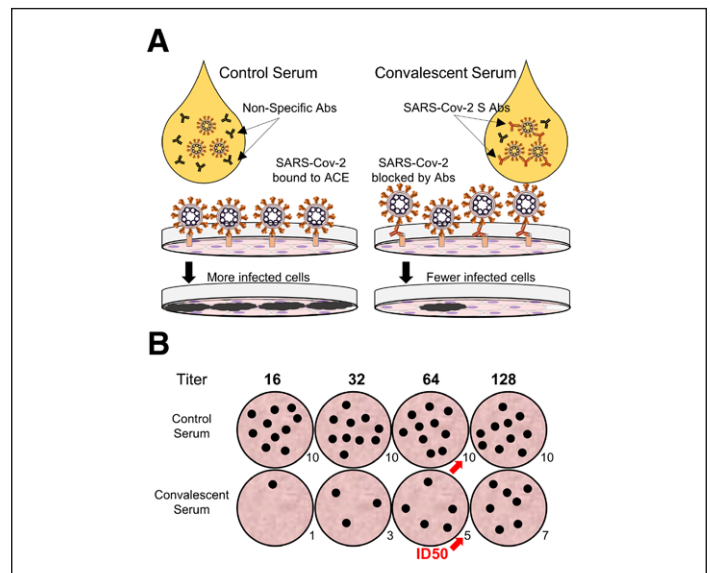 A
Control Serum
Convalescent Serum
Non-Specific Abs
SARS-Cov-2 S Abs
SARS-Cov-2
bound to ACE
SARS-Cov-2
blocked by Abs
More infected cells
Fewer infected cells
B
Titer 16 32 64 128
Control
Serum
10 10 10 10
Convalescent
Serum
1 3 5 7
ID50